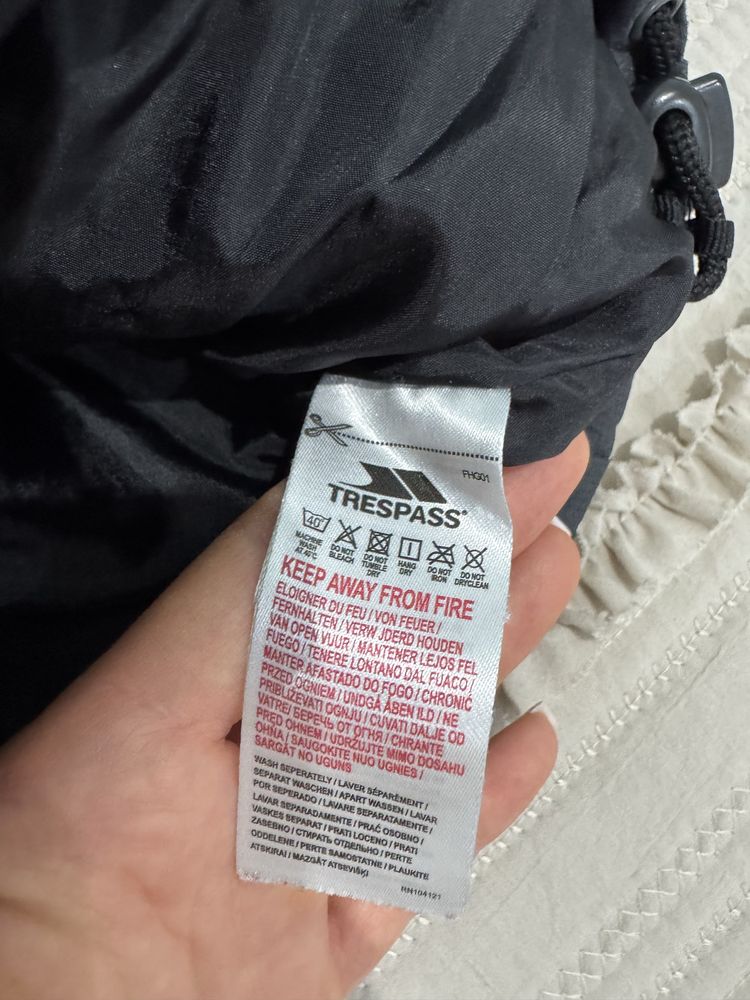 FHG01
TRESPASS®
40°
MACHINE WASH AT 40°C
DO NOT BLEACH
DO NOT TUMBLE DRY
HANG DRY
DO NOT IRON
DO NOT DRYCLEAN
KEEP AWAY FROM FIRE
ELOIGNER DU FEU / VON FEUER /
FERNHALTEN / VERW JDERD HOUDEN
VAN OPEN VUUR / MANTENER LEJOS FEL
FUEGO / TENERE LONTANO DAL FUACO /
MANTER AFASTADO DO FOGO / CHRONIĆ
PRZED OGNIEM / UNDGÅ ÅBEN ILD / NE
PRIBLIŽEVATI OGNJU / ČUVATI DALJE OD
VATRE/ БЕРЕЧЬ ОТ ОГНЯ / CHRÁNTE
PRED OHNEM / UDRŽUJTE MIMO DOSAHU
OHNA / SAUGOKITE NUO UGNIES /
SARGĀT NO UGUNS
WASH SEPERATELY / LAVER SÉPARÉMENT /
SEPARAT WASCHEN / APART WASSEN / LAVAR
POR SEPERADO / LAVARE SEPARATAMENTE /
LAVAR SEPARADAMENTE / PRAĆ OSOBNO /
VASKES SEPARAT / PRATI LOCENO / PRATI
ZASEBNO / СТИРАТЬ ОТДЕЛЬНО / PERTE
ODDELENE / PERTE SAMOSTATNE / PLAUKITE
ATSKIRAI / MAZGĀT ATSEVIŠĶI
RN104121